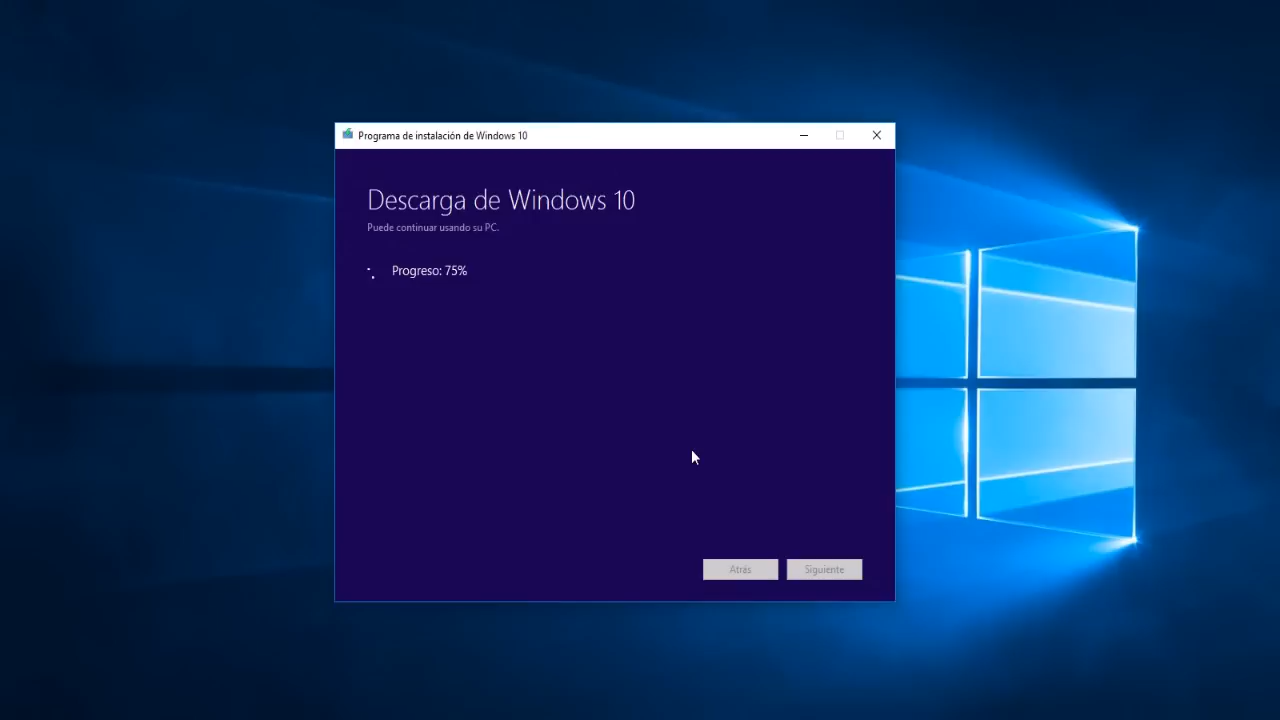 Programa de instalación de Windows 10
Descarga de Windows 10
Puede continuar usando su PC.
Progreso: 75%
Atrás
Siguiente